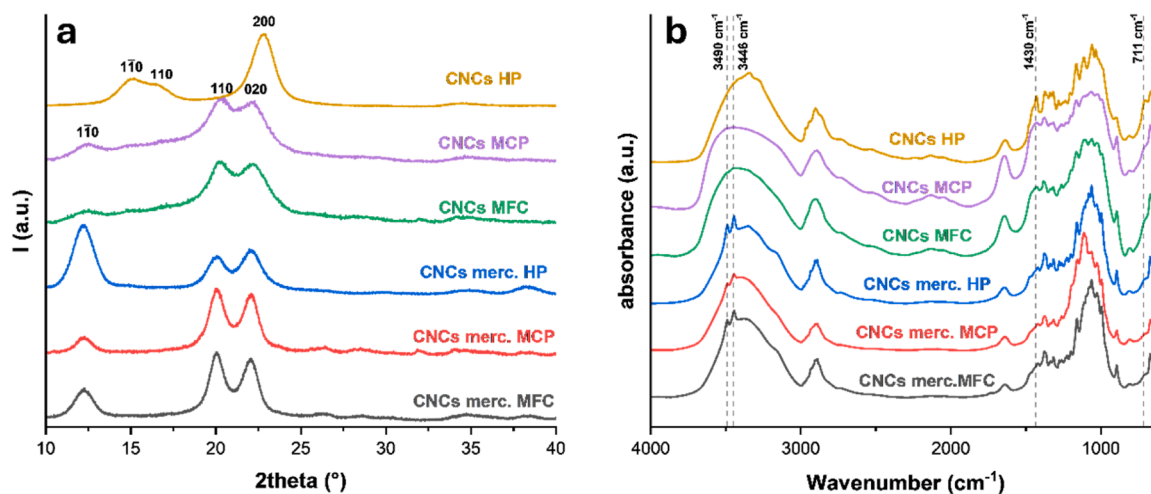 a
200
11̄0
110
CNCs HP
110
020
11̄0
CNCs MCP
CNCs MFC
CNCs merc. HP
CNCs merc. MCP
CNCs merc. MFC
I (a.u.)
10 15 20 25 30 35 40
2theta (°)
b
3490 cm⁻¹
3446 cm⁻¹
1430 cm⁻¹
711 cm⁻¹
CNCs HP
CNCs MCP
CNCs MFC
CNCs merc. HP
CNCs merc. MCP
CNCs merc.MFC
absorbance (a.u.)
4000 3000 2000 1000
Wavenumber (cm⁻¹)